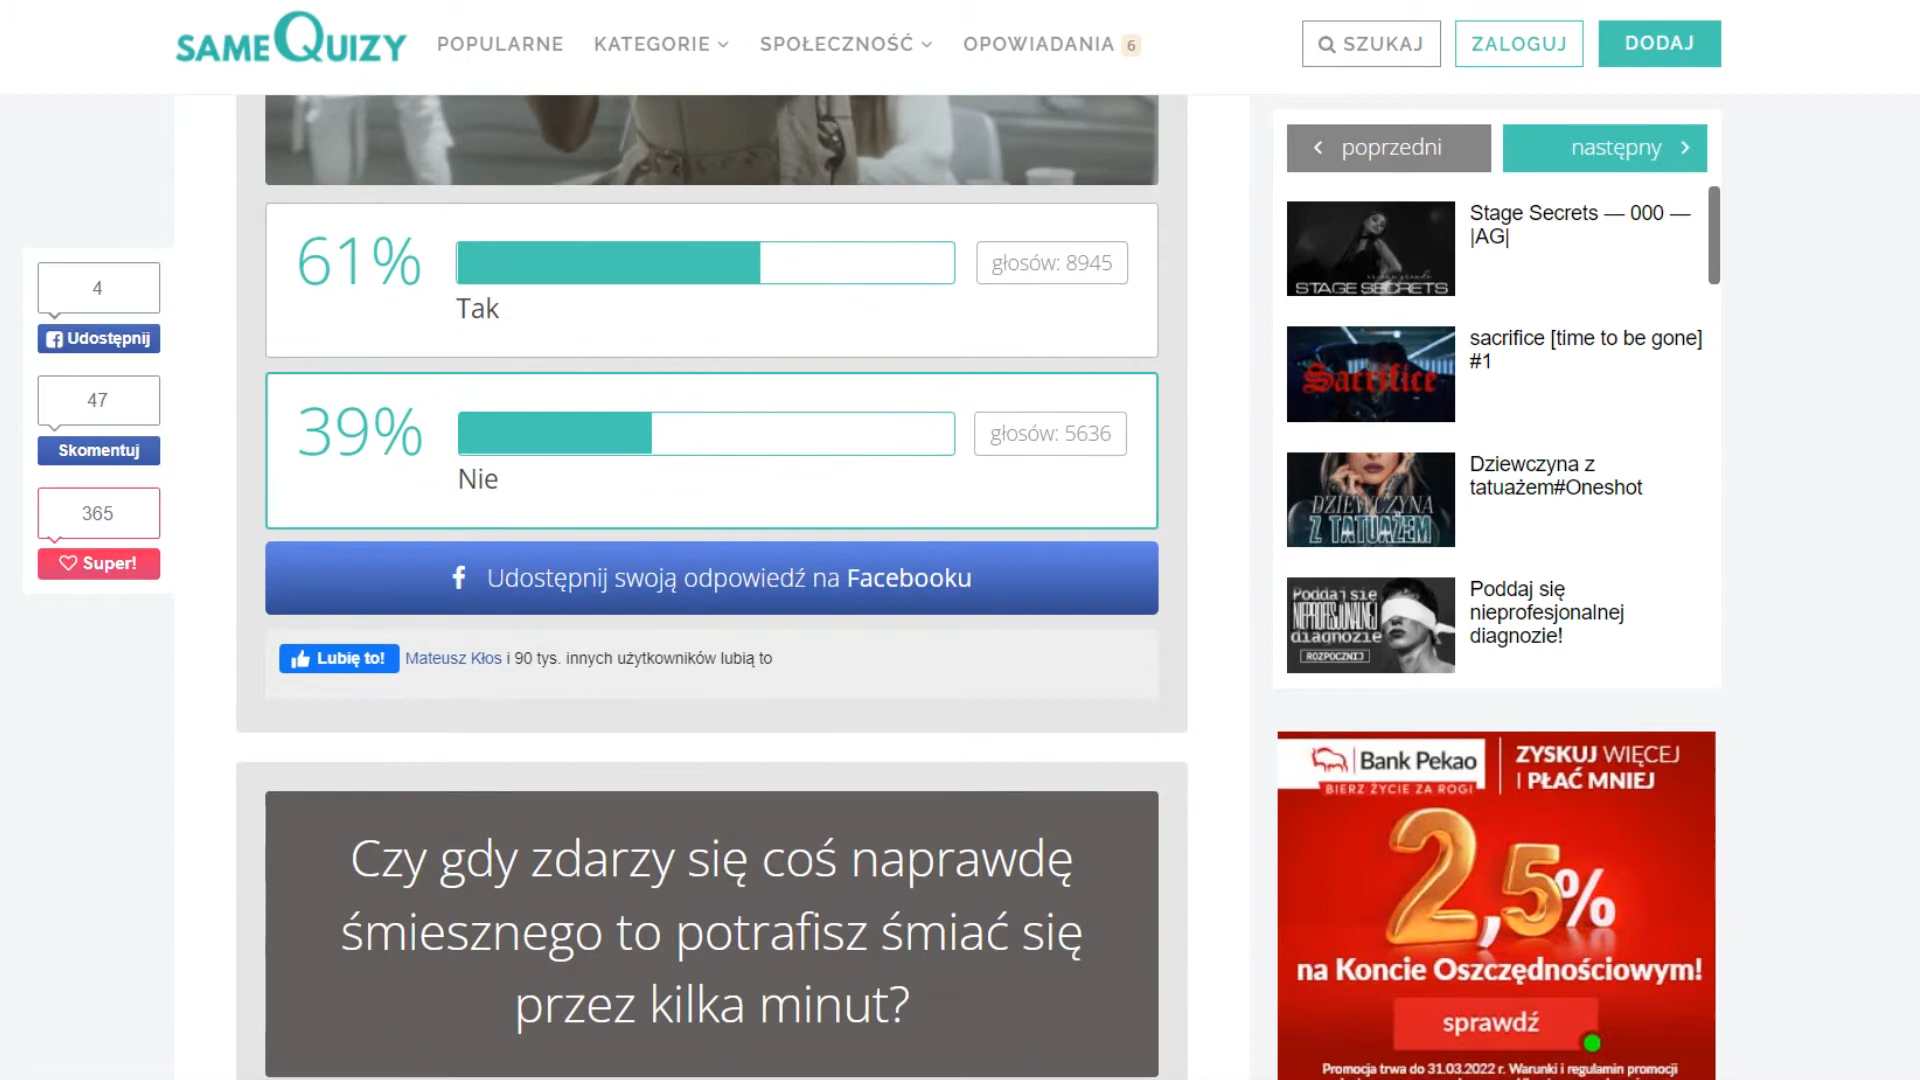 SAMEQUIZY
POPULARNE
KATEGORIE
SPOŁECZNOŚĆ
OPOWIADANIA 6
SZUKAJ
ZALOGUJ
DODAJ
4
Udostępnij
47
Skomentuj
365
Super!
61%
głosów: 8945
Tak
39%
głosów: 5636
Nie
Udostępnij swoją odpowiedź na Facebooku
Lubię to!
Mateusz Kłos i 90 tys. innych użytkowników lubią to
Czy gdy zdarzy się coś naprawdę
śmiesznego to potrafisz śmiać się
przez kilka minut?
poprzedni
następny
STAGE SECRETS
Stage Secrets — 000 —
|AG|
Sacrifice
sacrifice [time to be gone]
#1
DZIEWCZYNA
Z TATUAŻEM
Dziewczyna z
tatuażem#Oneshot
Poddaj się
NIEPROFESJONALNEJ
diagnozie
ROZPOCZNIJ
Poddaj się
nieprofesjonalnej
diagnozie!
Bank Pekao
BIERZ ŻYCIE ZA ROGI
ZYSKUJ WIĘCEJ
I PŁAĆ MNIEJ
2,5%
na Koncie Oszczędnościowym!
sprawdź
Promocja trwa do 31.03.2022 r. Warunki i regulamin promocji